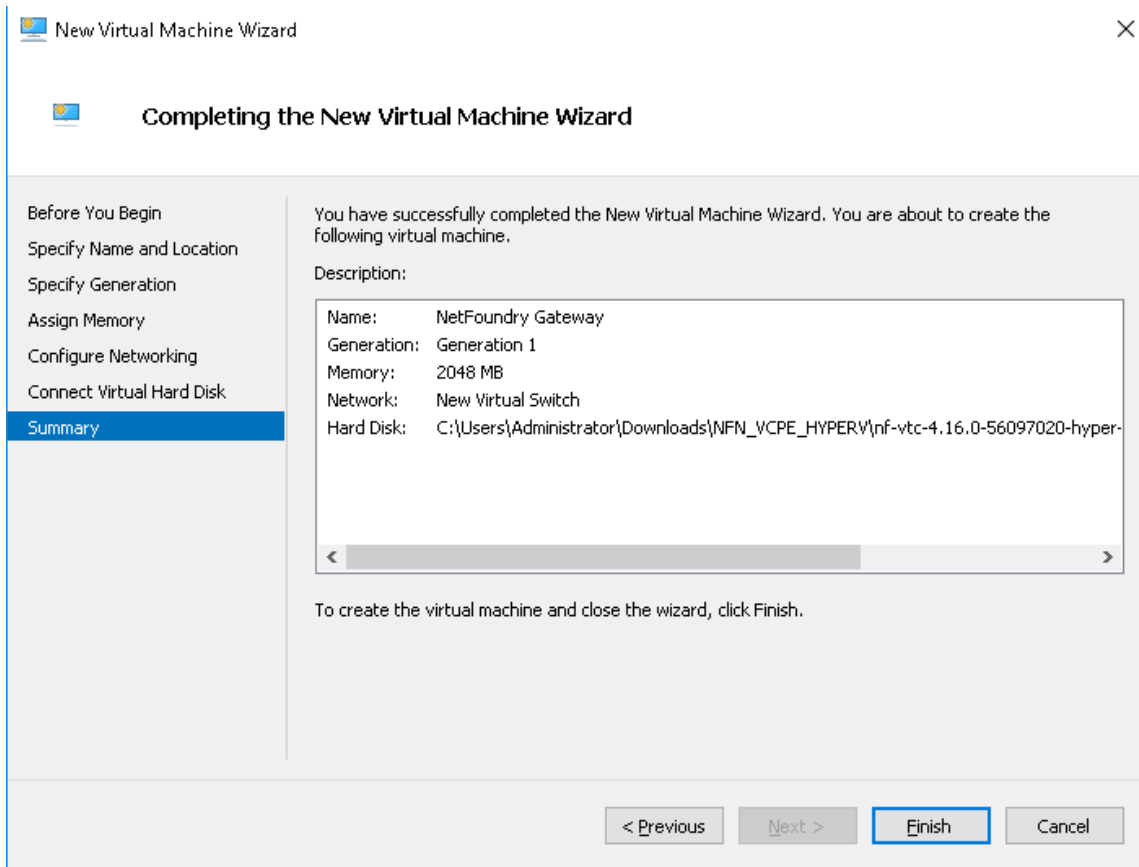 New Virtual Machine Wizard
Completing the New Virtual Machine Wizard
Before You Begin
Specify Name and Location
Specify Generation
Assign Memory
Configure Networking
Connect Virtual Hard Disk
Summary
You have successfully completed the New Virtual Machine Wizard. You are about to create the
following virtual machine.
Description:
Name: NetFoundry Gateway
Generation: Generation 1
Memory: 2048 MB
Network: New Virtual Switch
Hard Disk: C:\Users\Administrator\Downloads\NFN_VCPE_HYPERV\nf-vtc-4.16.0-56097020-hyper-
To create the virtual machine and close the wizard, click Finish.
< Previous Next > Finish Cancel